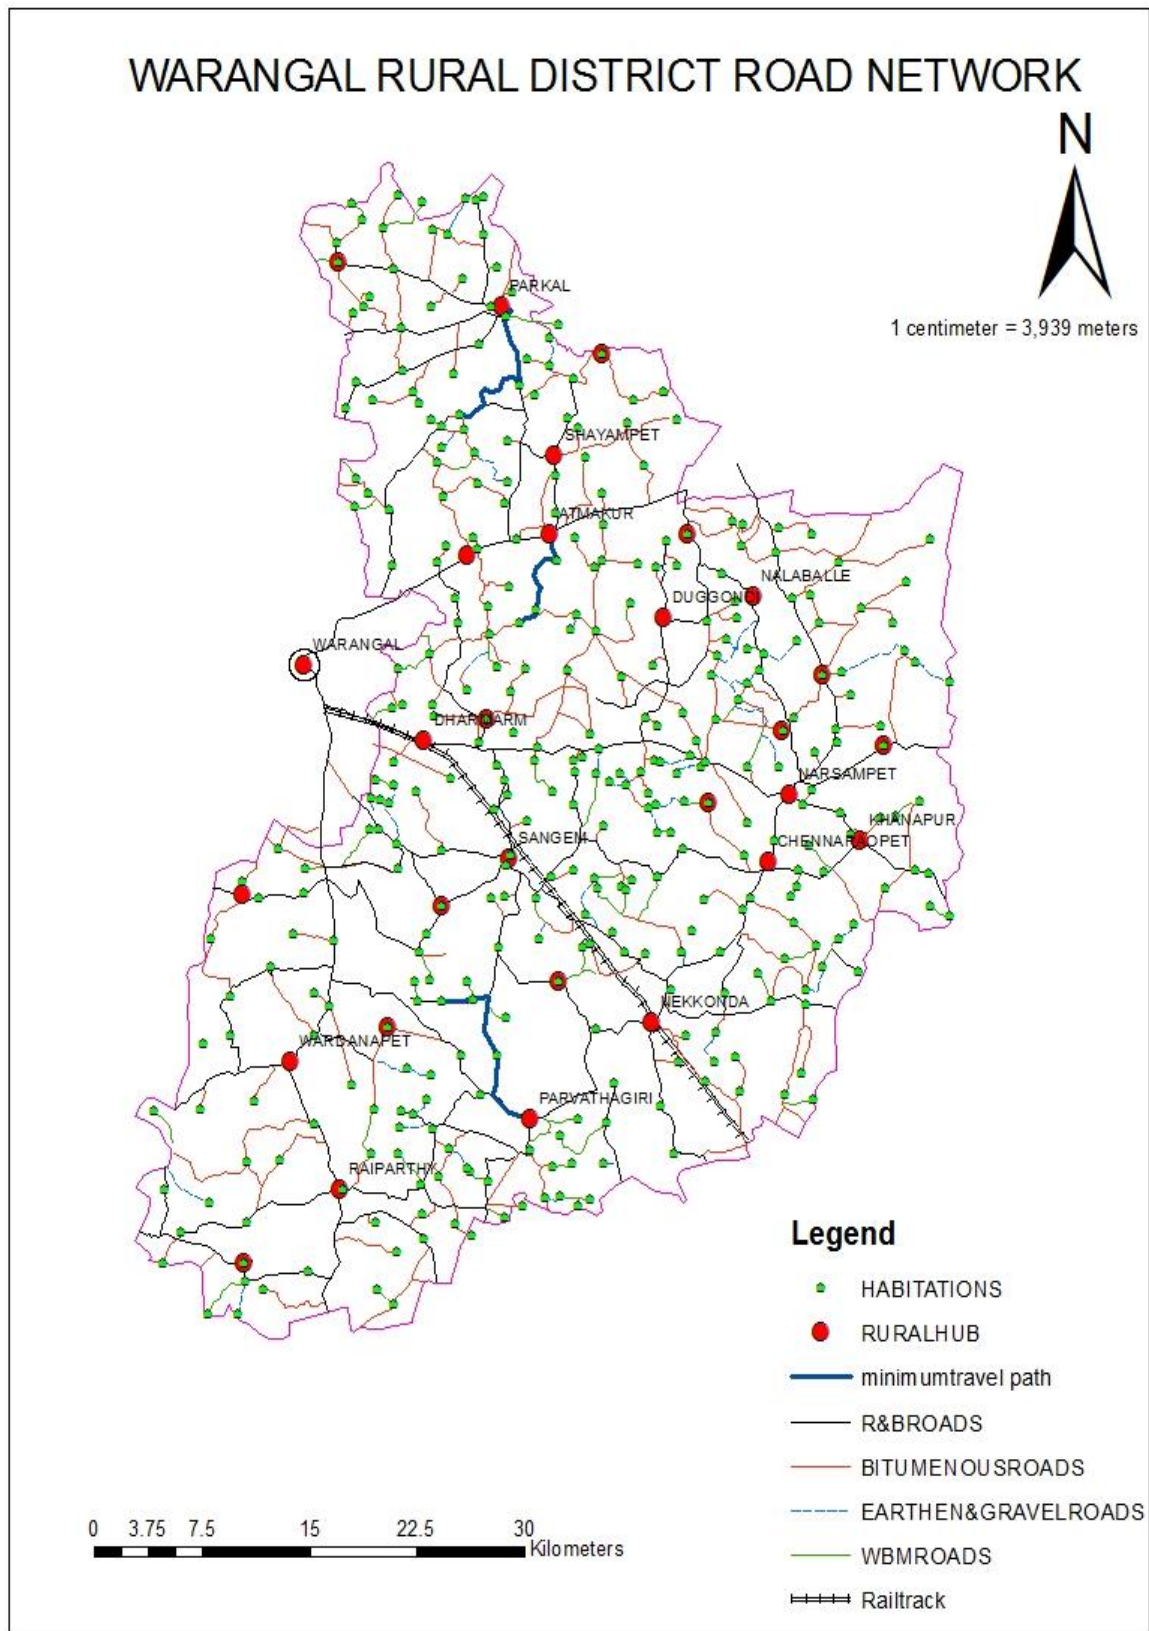 WARANGAL RURAL DISTRICT ROAD NETWORK
N
1 centimeter = 3,939 meters
PARKAL
SHAYAMPET
ATMAKUR
NALABALLE
DUGGONDI
WARANGAL
DHARMARM
NARSAMPET
KHANAPUR
CHENNARAOPET
SANGEM
NEKKONDA
WARDANAPET
PARVATHAGIRI
RAIPARTHY
Legend
HABITATIONS
RURALHUB
minimumtravel path
R&BROADS
BITUMENOUSROADS
EARTHEN&GRAVELROADS
WBMROADS
Railtrack
0 3.75 7.5 15 22.5 30
Kilometers